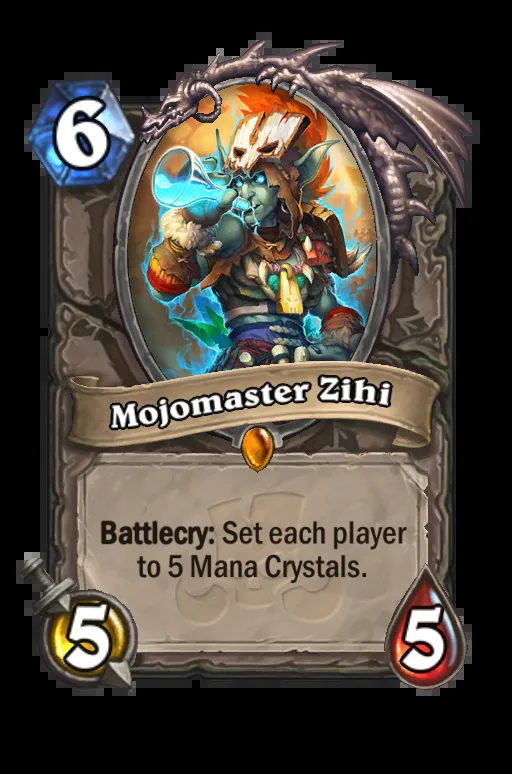 6
Mojomaster Zihi
Battlecry: Set each player
to 5 Mana Crystals.
5
5